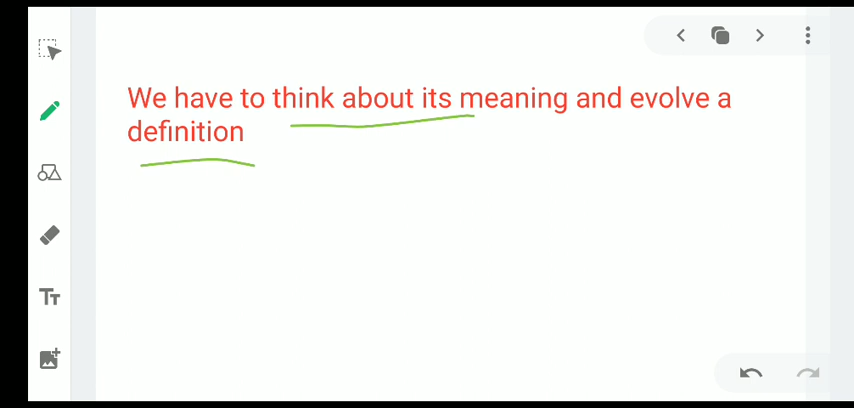 We have to think about its meaning and evolve a
definition